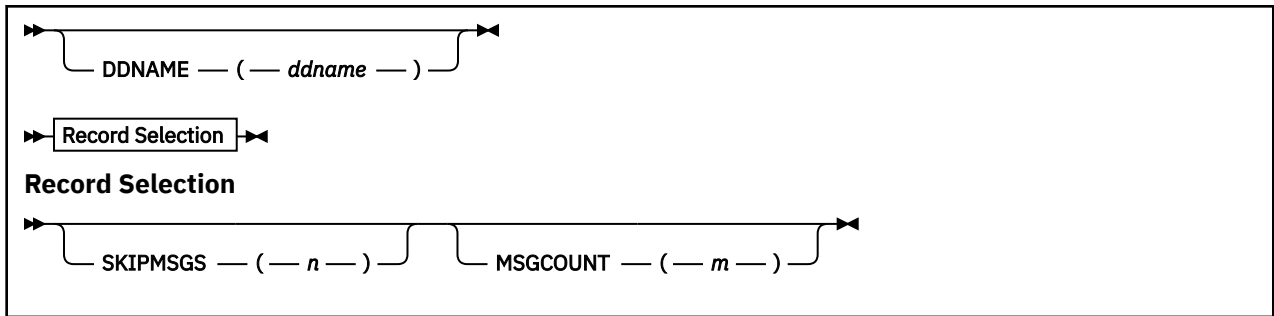 DDNAME ( ddname )
Record Selection
Record Selection
SKIPMSGS ( n ) MSGCOUNT ( m )